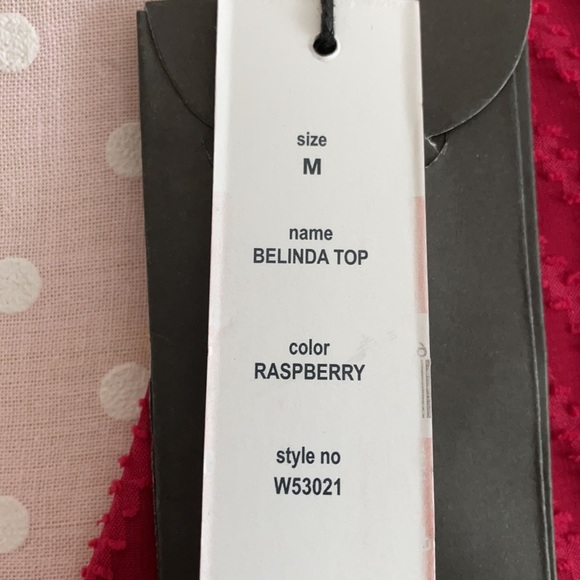 size
M
name
BELINDA TOP
color
RASPBERRY
style no
W53021